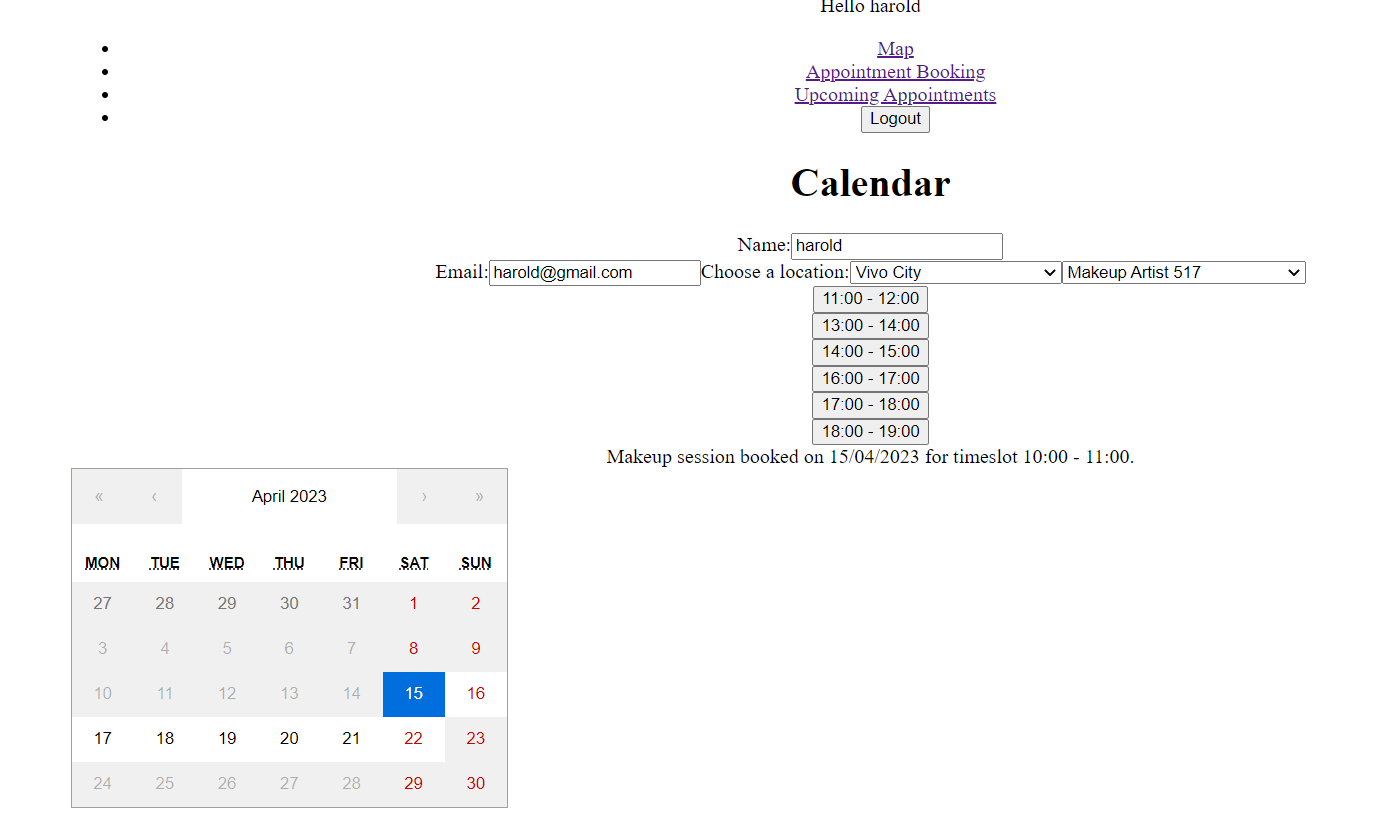 Hello harold
Map
Appointment Booking
Upcoming Appointments
Logout
Calendar
Name: harold
Email: harold@gmail.com Choose a location: Vivo City Makeup Artist 517
11:00 - 12:00
13:00 - 14:00
14:00 - 15:00
16:00 - 17:00
17:00 - 18:00
18:00 - 19:00
Makeup session booked on 15/04/2023 for timeslot 10:00 - 11:00.
« ‹ April 2023 › »
MON TUE WED THU FRI SAT SUN
27 28 29 30 31 1 2
3 4 5 6 7 8 9
10 11 12 13 14 15 16
17 18 19 20 21 22 23
24 25 26 27 28 29 30